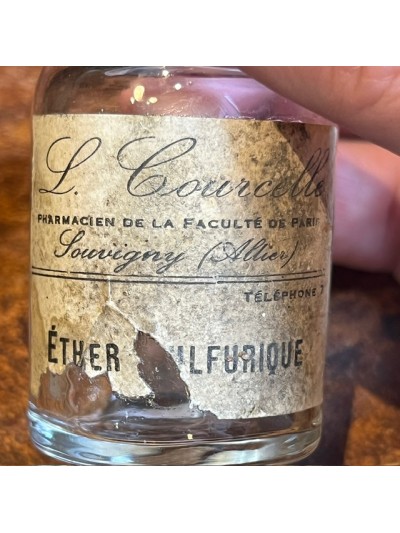 L. Courcelle
PHARMACIEN DE LA FACULTÉ DE PARIS
Souvigny (Allier)
TÉLÉPHONE 7
ÉTHER ULFURIQUE